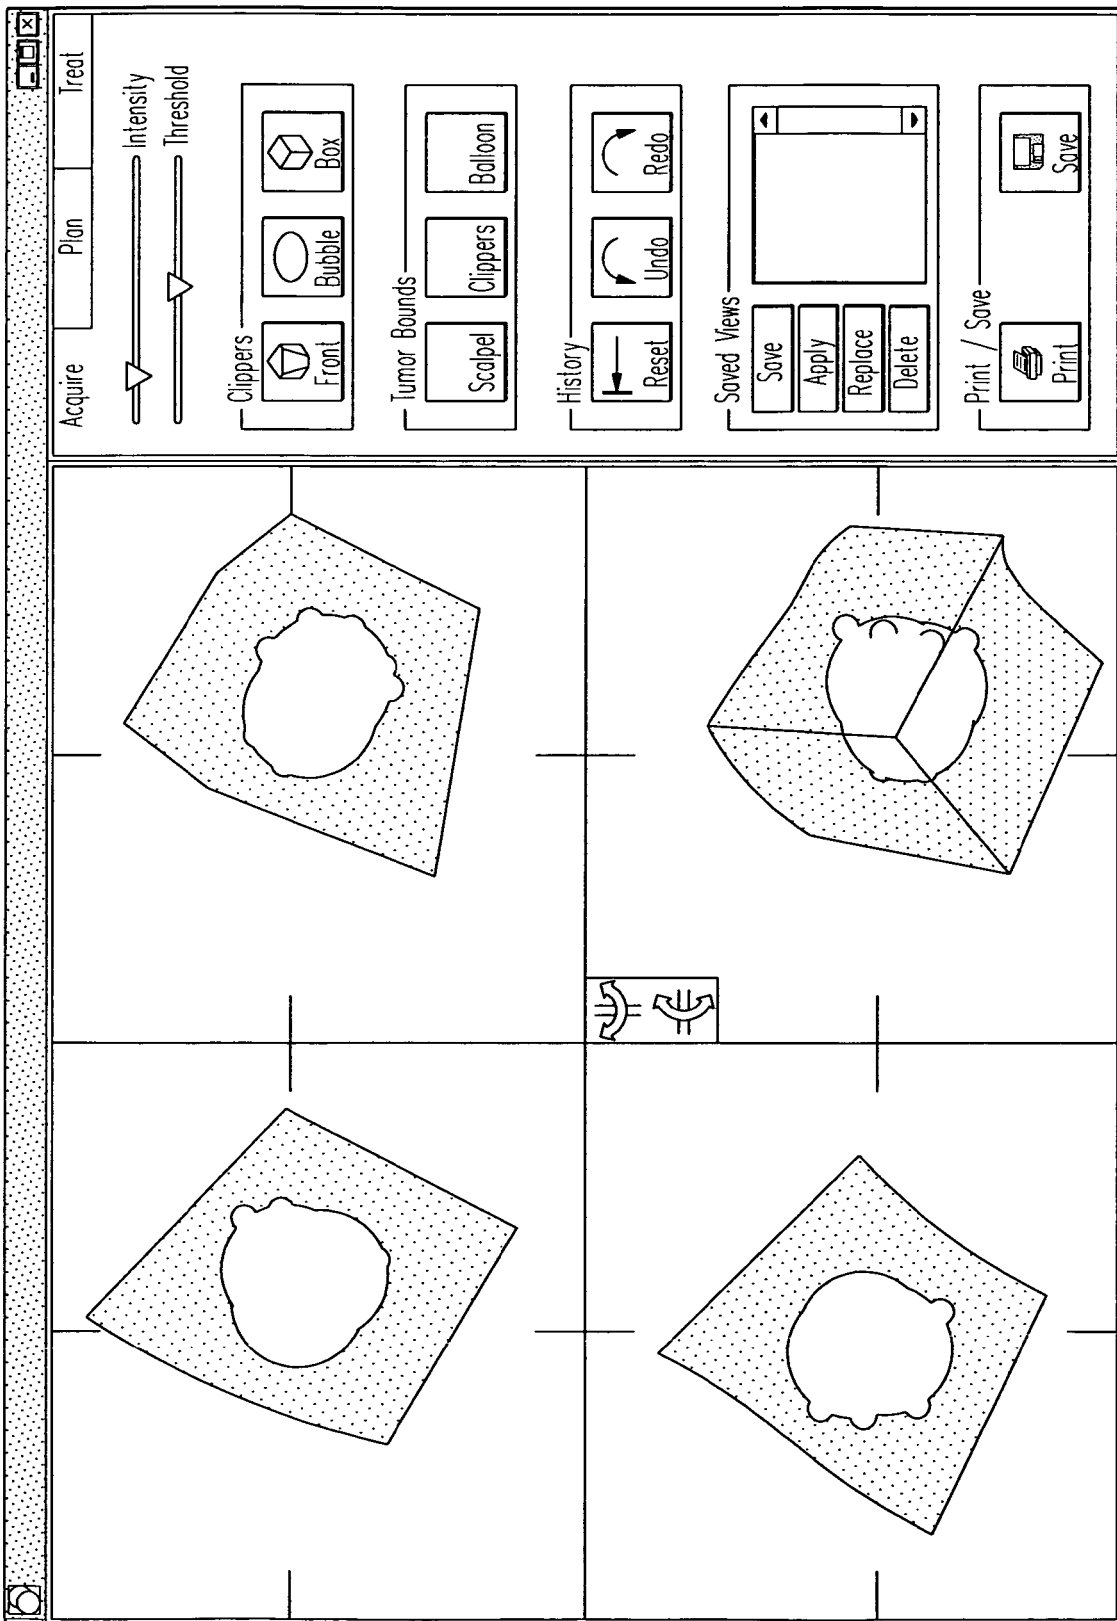 Acquire
Plan
Treat
Intensity
Threshold
Clippers
Front
Bubble
Box
Tumor Bounds
Scalpel
Clippers
Balloon
History
Reset
Undo
Redo
Saved Views
Save
Apply
Replace
Delete
Print / Save
Print
Save